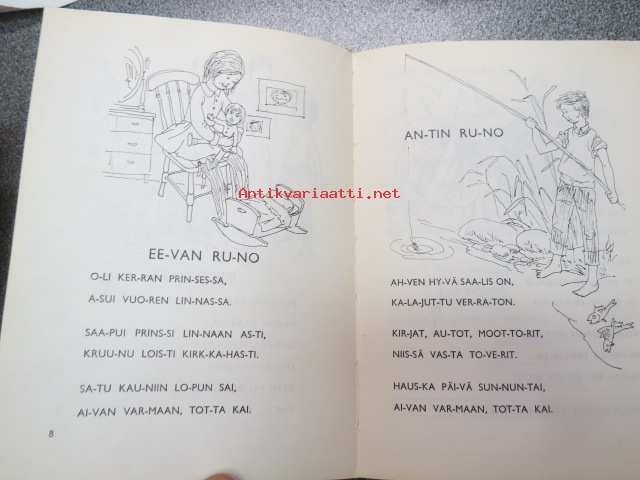 EE-VAN RU-NO
O-LI KER-RAN PRIN-SES-SA,
A-SUI VUO-REN LIN-NAS-SA.
SAA-PUI PRINS-SI LIN-NAAN AS-TI,
KRUU-NU LOIS-TI KIRK-KA-HAS-TI.
SA-TU KAU-NIIN LO-PUN SAI,
AI-VAN VAR-MAAN, TOT-TA KAI.
8
AN-TIN RU-NO
AH-VEN HY-VÄ SAA-LIS ON,
KA-LA-JUT-TU VER-RA-TON.
KIR-JAT, AU-TOT, MOOT-TO-RIT,
NIIS-SÄ VAS-TA TO-VE-RIT.
HAUS-KA PÄI-VÄ SUN-NUN-TAI,
AI-VAN VAR-MAAN, TOT-TA KAI.
Antikvariaatti.net